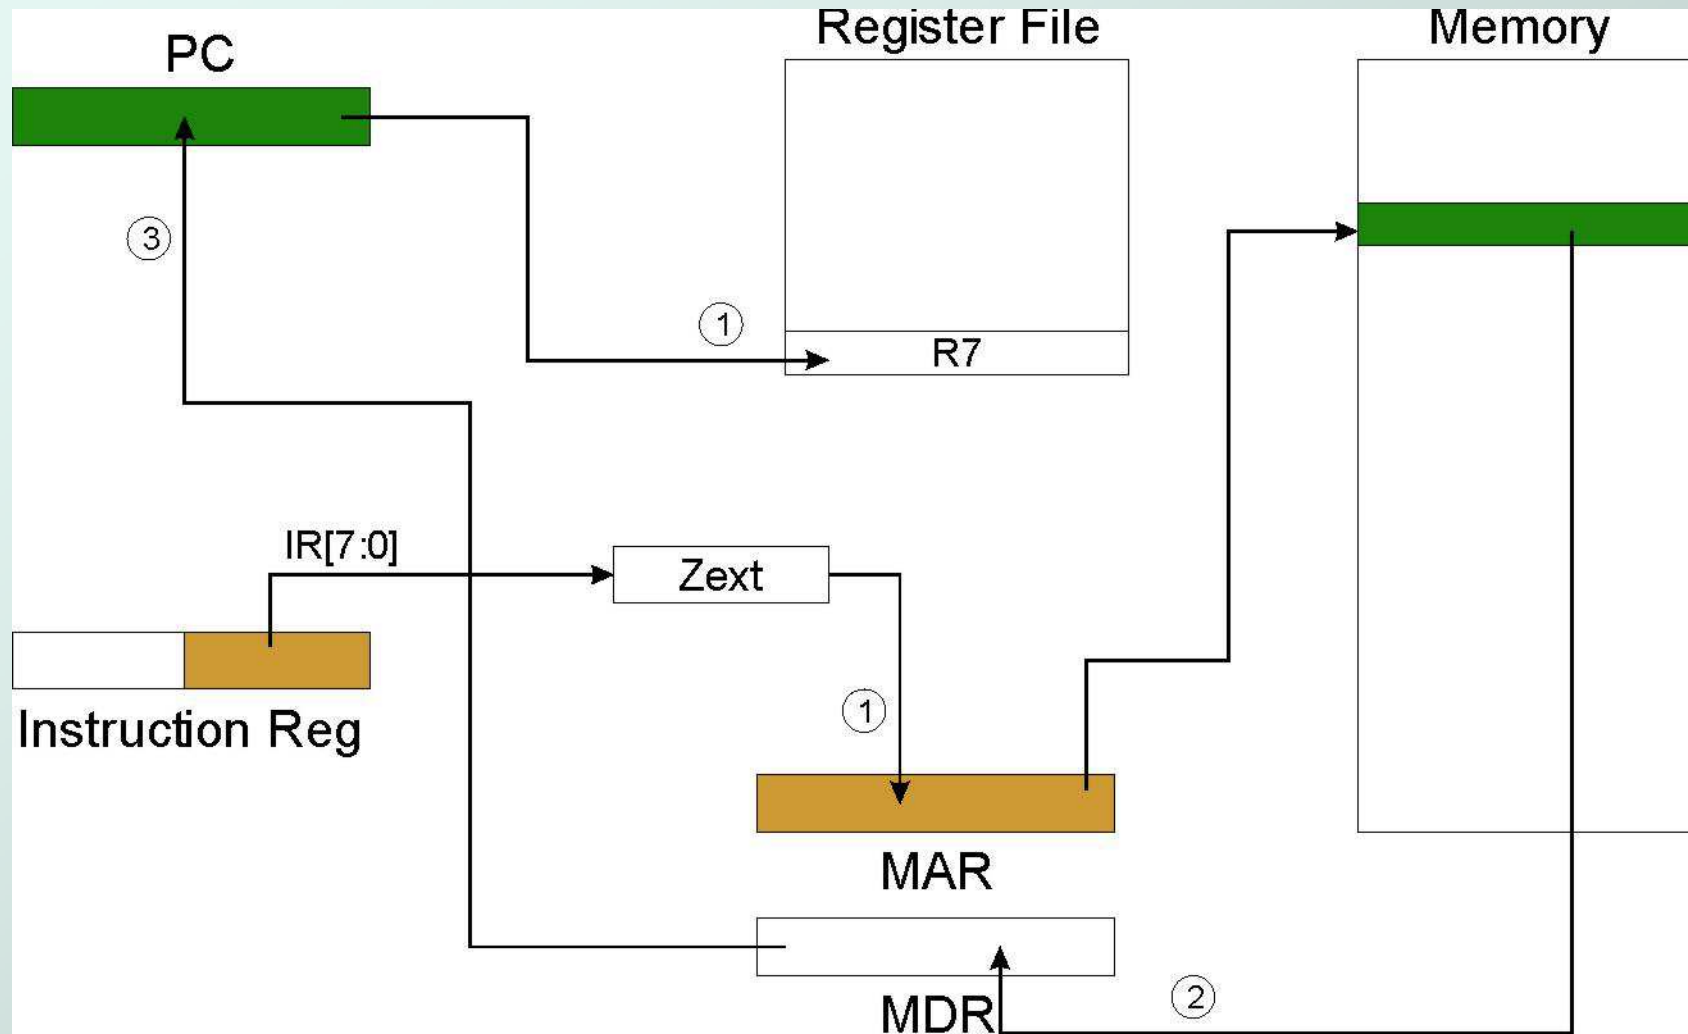 Register File
Memory
PC
3
1
R7
IR[7:0]
Zext
Instruction Reg
1
MAR
MDR
2